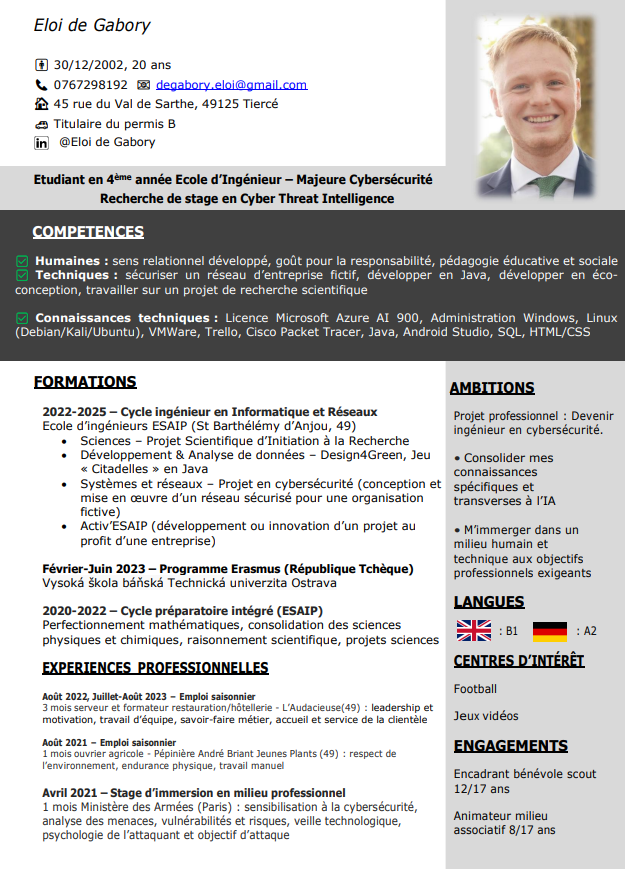 Eloi de Gabory
30/12/2002, 20 ans
0767298192 degabory.eloi@gmail.com
45 rue du Val de Sarthe, 49125 Tiercé
Titulaire du permis B
in @Eloi de Gabory
Etudiant en 4ème année Ecole d'Ingénieur – Majeure Cybersécurité
Recherche de stage en Cyber Threat Intelligence
COMPETENCES
Humaines : sens relationnel développé, goût pour la responsabilité, pédagogie éducative et sociale
Techniques : sécuriser un réseau d'entreprise fictif, développer en Java, développer en éco-
conception, travailler sur un projet de recherche scientifique
Connaissances techniques : Licence Microsoft Azure AI 900, Administration Windows, Linux
(Debian/Kali/Ubuntu), VMWare, Trello, Cisco Packet Tracer, Java, Android Studio, SQL, HTML/CSS
FORMATIONS
2022-2025 – Cycle ingénieur en Informatique et Réseaux
Ecole d'ingénieurs ESAIP (St Barthélémy d'Anjou, 49)
• Sciences – Projet Scientifique d'Initiation à la Recherche
• Développement & Analyse de données – Design4Green, Jeu
« Citadelles » en Java
• Systèmes et réseaux – Projet en cybersécurité (conception et
mise en œuvre d'un réseau sécurisé pour une organisation
fictive)
• Activ'ESAIP (développement ou innovation d'un projet au
profit d'une entreprise)
Février-Juin 2023 – Programme Erasmus (République Tchèque)
Vysoká škola báňská Technická univerzita Ostrava
2020-2022 – Cycle préparatoire intégré (ESAIP)
Perfectionnement mathématiques, consolidation des sciences
physiques et chimiques, raisonnement scientifique, projets sciences
EXPERIENCES PROFESSIONNELLES
Août 2022, Juillet-Août 2023 – Emploi saisonnier
3 mois serveur et formateur restauration/hôtellerie - L'Audacieuse(49) : leadership et
motivation, travail d'équipe, savoir-faire métier, accueil et service de la clientèle
Août 2021 – Emploi saisonnier
1 mois ouvrier agricole - Pépinière André Briant Jeunes Plants (49) : respect de
l'environnement, endurance physique, travail manuel
Avril 2021 – Stage d'immersion en milieu professionnel
1 mois Ministère des Armées (Paris) : sensibilisation à la cybersécurité,
analyse des menaces, vulnérabilités et risques, veille technologique,
psychologie de l'attaquant et objectif d'attaque
AMBITIONS
Projet professionnel : Devenir
ingénieur en cybersécurité.
• Consolider mes
connaissances
spécifiques et
transverses à l'IA
• M'immerger dans un
milieu humain et
technique aux objectifs
professionnels exigeants
LANGUES
: B1 : A2
CENTRES D'INTÉRÊT
Football
Jeux vidéos
ENGAGEMENTS
Encadrant bénévole scout
12/17 ans
Animateur milieu
associatif 8/17 ans